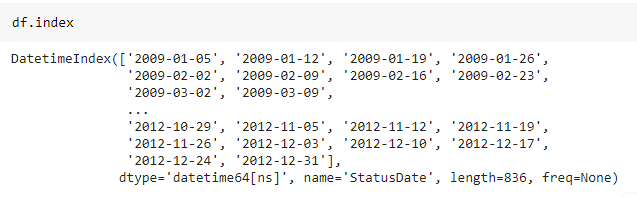 df.index
DatetimeIndex(['2009-01-05', '2009-01-12', '2009-01-19', '2009-01-26',
'2009-02-02', '2009-02-09', '2009-02-16', '2009-02-23',
'2009-03-02', '2009-03-09',
...
'2012-10-29', '2012-11-05', '2012-11-12', '2012-11-19',
'2012-11-26', '2012-12-03', '2012-12-10', '2012-12-17',
'2012-12-24', '2012-12-31'],
dtype='datetime64[ns]', name='StatusDate', length=836, freq=None)